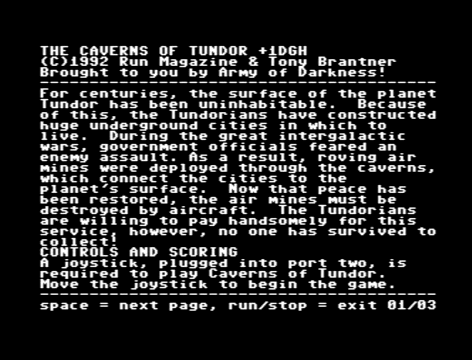 THE CAVERNS OF TUNDOR +1DGH
(C)1992 Run Magazine & Tony Brantner
Brought to you by Army of Darkness!
For centuries, the surface of the planet
Tundor has been uninhabitable.  Because
of this, the Tundorians have constructed
huge underground cities in which to
live.  During the great intergalactic
wars, government officials feared an
enemy assault. As a result, roving air
mines were deployed through the caverns,
which connect the cities to the
planet's surface.  Now that peace has
been restored, the air mines must be
destroyed by aircraft.  The Tundorians
are willing to pay handsomely for this
service, however, no one has survived to
collect!
CONTROLS AND SCORING
A joystick, plugged into port two, is
required to play Caverns of Tundor.
Move the joystick to begin the game.
space = next page, run/stop = exit 01/03